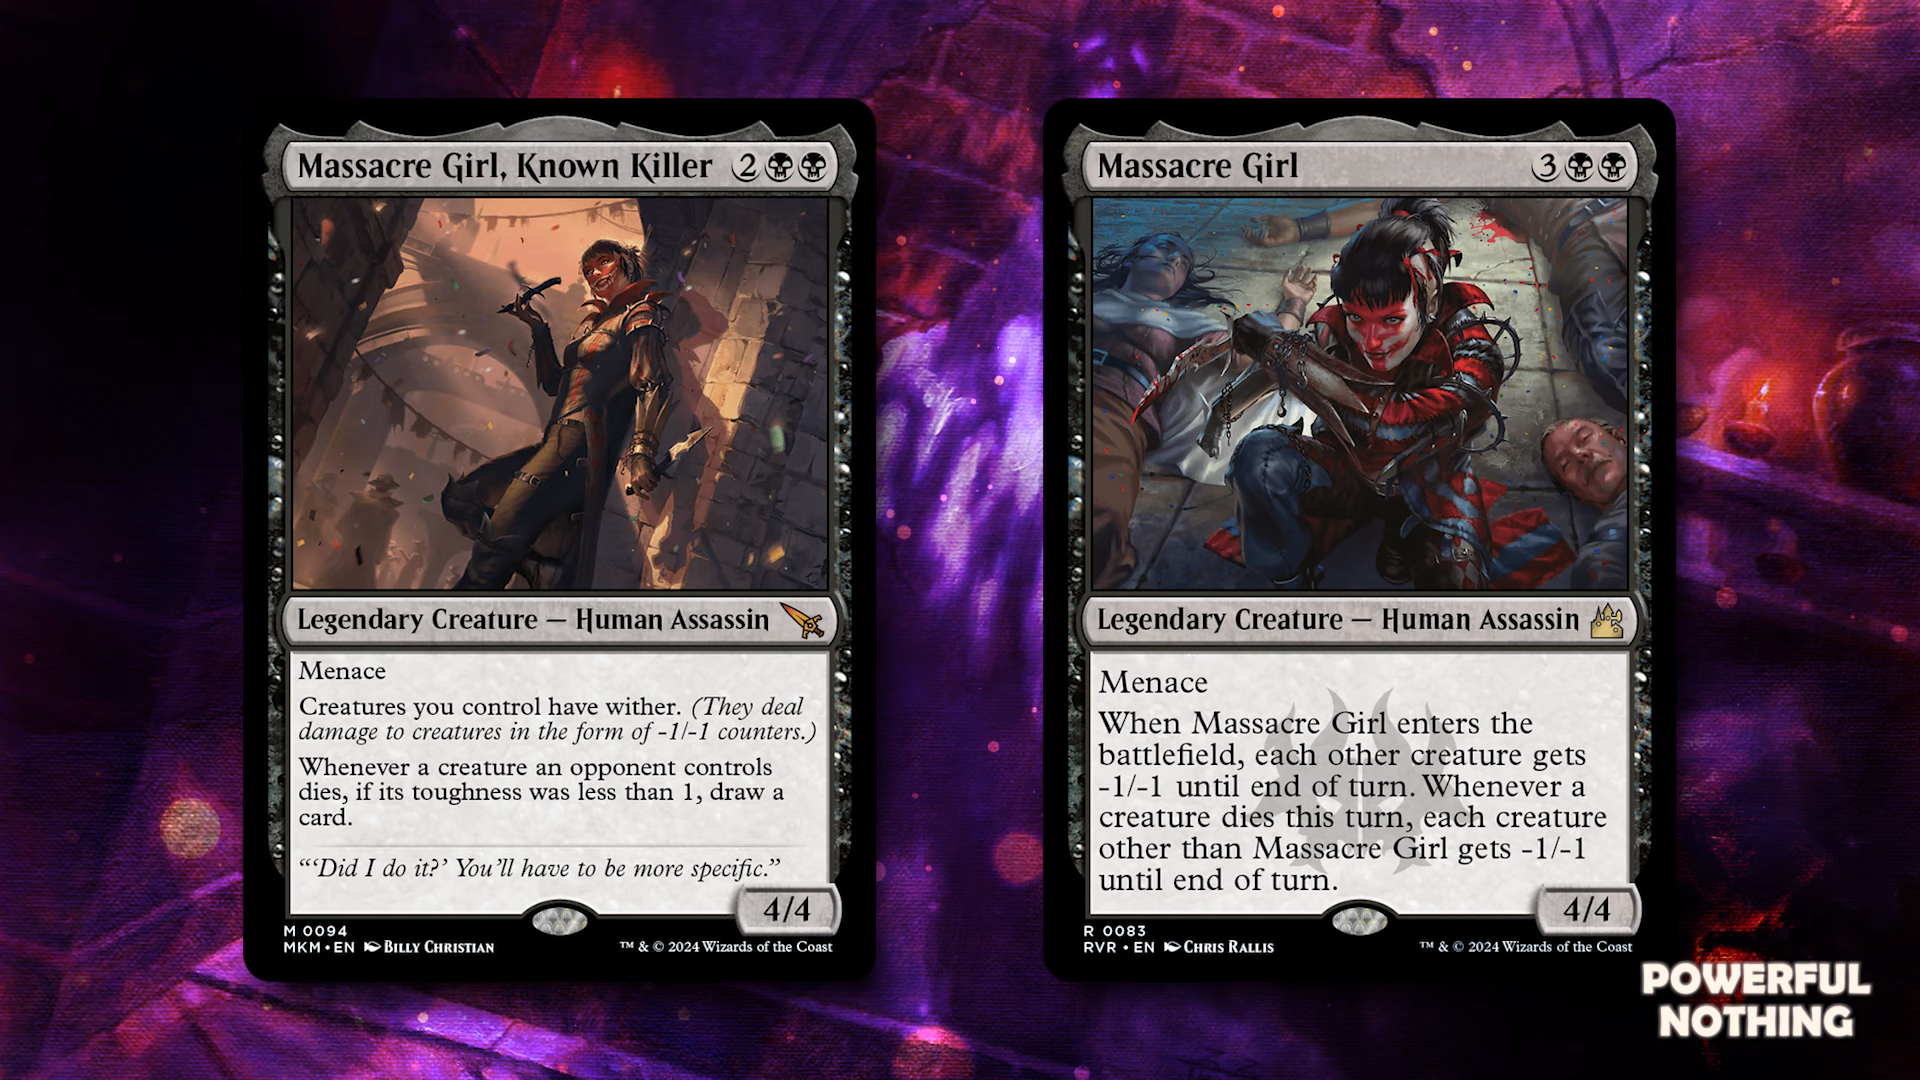 Massacre Girl, Known Killer 2
Legendary Creature — Human Assassin
Menace
Creatures you control have wither. (They deal
damage to creatures in the form of -1/-1 counters.)
Whenever a creature an opponent controls
dies, if its toughness was less than 1, draw a
card.
“‘Did I do it?’ You’ll have to be more specific.”
4/4
M 0094
MKM • EN Billy Christian
™ & © 2024 Wizards of the Coast
Massacre Girl 3
Legendary Creature — Human Assassin
Menace
When Massacre Girl enters the
battlefield, each other creature gets
-1/-1 until end of turn. Whenever a
creature dies this turn, each creature
other than Massacre Girl gets -1/-1
until end of turn.
4/4
R 0083
RVR • EN Chris Rallis
™ & © 2024 Wizards of the Coast
POWERFUL
NOTHING